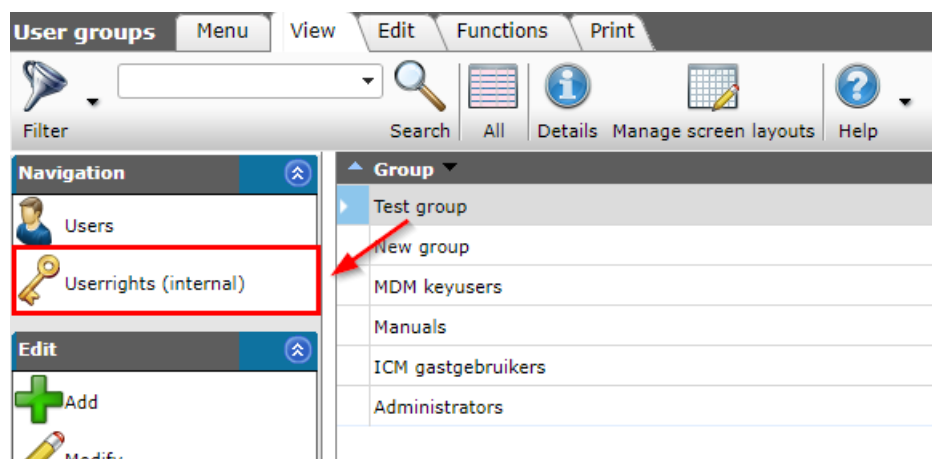 User groups Menu View Edit Functions Print
Filter Search All Details Manage screen layouts Help
Navigation
Users
Userrights (internal)
Edit
Add
Modify
Group
Test group
New group
MDM keyusers
Manuals
ICM gastgebruikers
Administrators